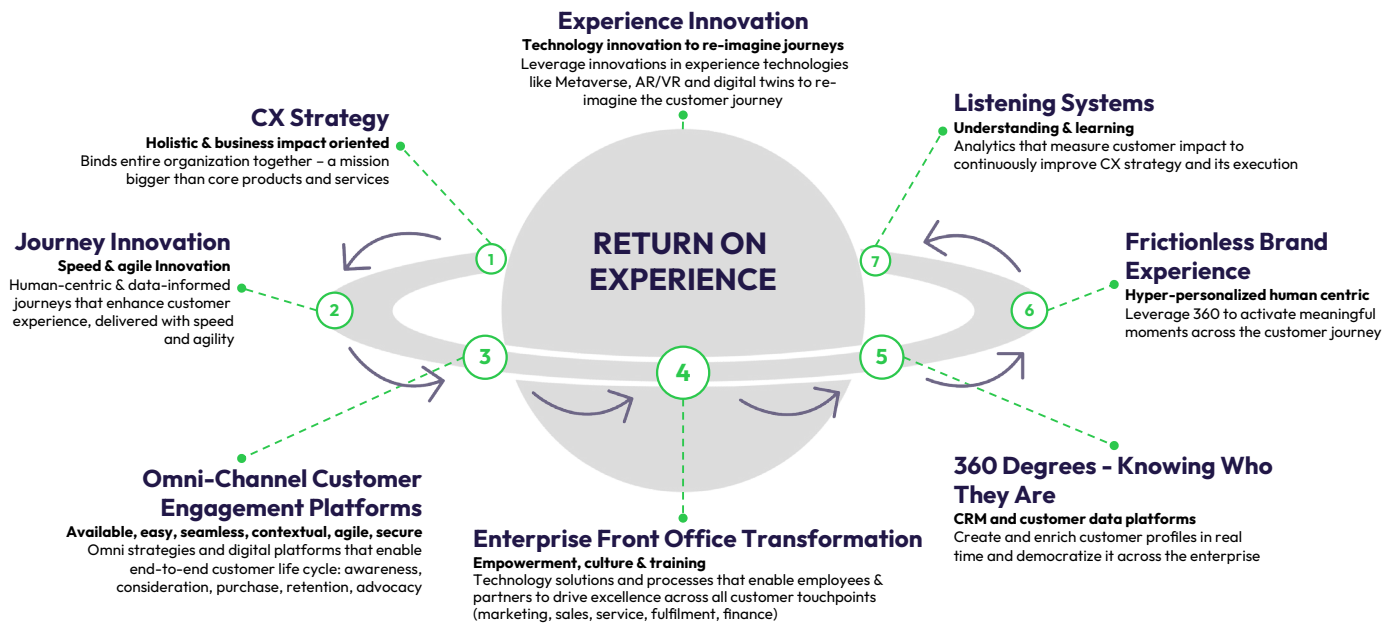 Experience Innovation
Technology innovation to re-imagine journeys
Leverage innovations in experience technologies
like Metaverse, AR/VR and digital twins to re-
imagine the customer journey
CX Strategy
Holistic & business impact oriented
Binds entire organization together – a mission
bigger than core products and services
Listening Systems
Understanding & learning
Analytics that measure customer impact to
continuously improve CX strategy and its execution
Journey Innovation
Speed & agile Innovation
Human-centric & data-informed
journeys that enhance customer
experience, delivered with speed
and agility
RETURN ON
EXPERIENCE
Frictionless Brand
Experience
Hyper-personalized human centric
Leverage 360 to activate meaningful
moments across the customer journey
1
7
2
6
3
5
4
Omni-Channel Customer
Engagement Platforms
Available, easy, seamless, contextual, agile, secure
Omni strategies and digital platforms that enable
end-to-end customer life cycle: awareness,
consideration, purchase, retention, advocacy
Enterprise Front Office Transformation
Empowerment, culture & training
Technology solutions and processes that enable employees &
partners to drive excellence across all customer touchpoints
(marketing, sales, service, fulfilment, finance)
360 Degrees - Knowing Who
They Are
CRM and customer data platforms
Create and enrich customer profiles in real
time and democratize it across the enterprise